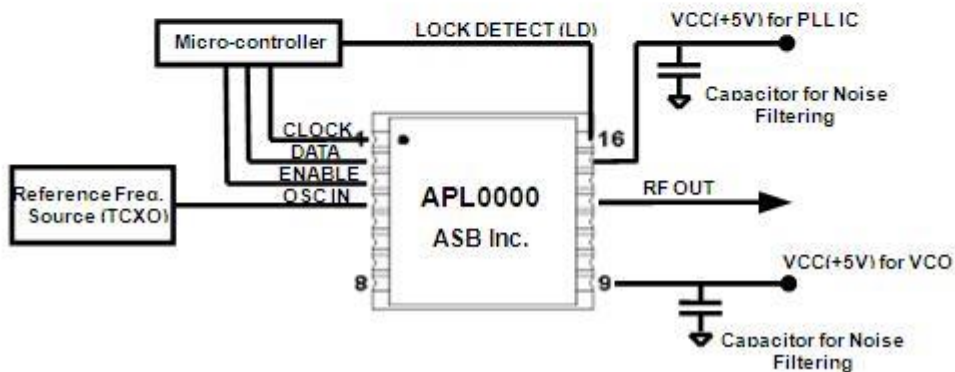 Micro-controller
LOCK DETECT (LD)
VCC(+5V) for PLL IC
Capacitor for Noise
Filtering
CLOCK
1
16
DATA
ENABLE
OSC IN
Reference Freq.
Source (TCXO)
APL0000
ASB Inc.
RF OUT
8
9
VCC(+5V) for VCO
Capacitor for Noise
Filtering